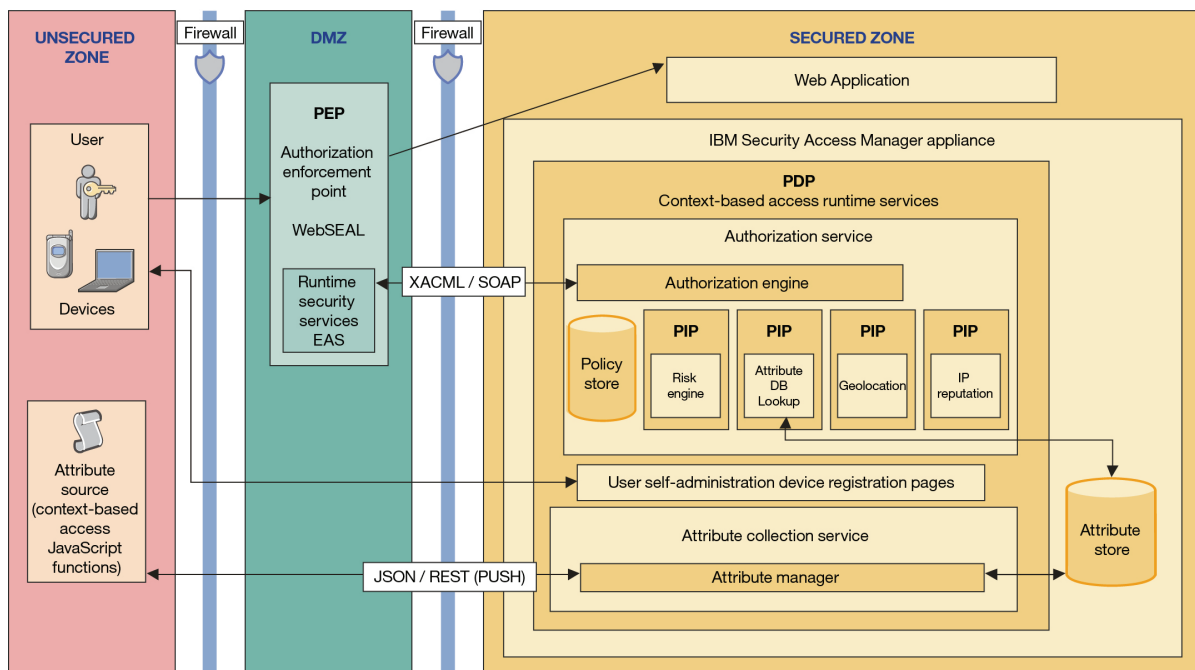 UNSECURED
ZONE
Firewall
DMZ
Firewall
SECURED ZONE
User
Devices
Attribute
source
(context-based
access
JavaScript
functions)
PEP
Authorization
enforcement
point
WebSEAL
Runtime
security
services
EAS
XACML / SOAP
JSON / REST (PUSH)
Web Application
IBM Security Access Manager appliance
PDP
Context-based access runtime services
Authorization service
Authorization engine
Policy
store
PIP
Risk
engine
PIP
Attribute
DB
Lookup
PIP
Geolocation
PIP
IP
reputation
User self-administration device registration pages
Attribute collection service
Attribute manager
Attribute
store